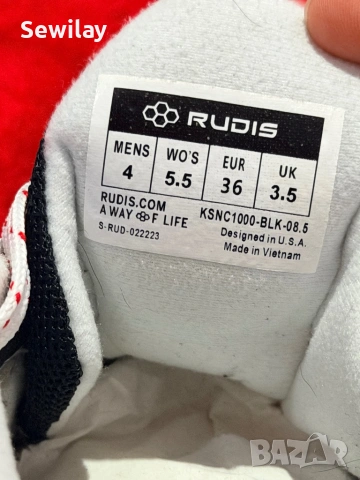 Sewilay
RUDIS
MENS WO'S EUR UK
4 5.5 36 3.5
RUDIS.COM KSNC1000-BLK-08.5
A WAY OF LIFE Designed in U.S.A.
S-RUD-022223 Made in Vietnam
BAZAR.BG